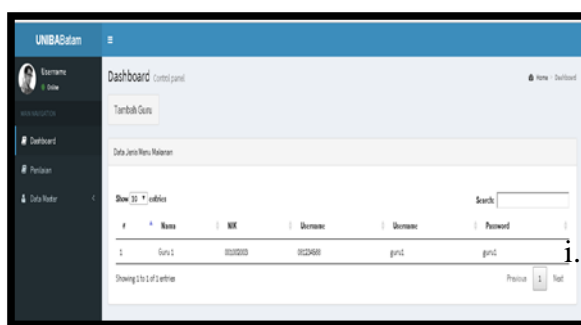 UNIBABatam
Username
Online
MAIN NAVIGATION
Dashboard
Penilaian
Data Master
Dashboard Control panel
Home > Dashboard
Tambah Guru
Data Jenis Menu Makanan
Show 10 entries
Search:
# Nama NIK Username Username Password
1 Guru 1 guru1 guru1
Showing 1 to 1 of 1 entries
Previous 1 Next
i.